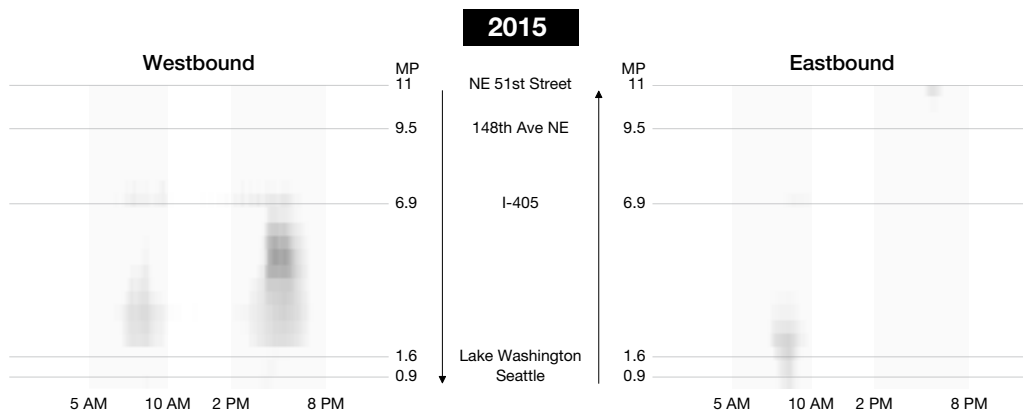 2015
Westbound
Eastbound
MP
MP
11
NE 51st Street
11
9.5
148th Ave NE
9.5
6.9
I-405
6.9
1.6
Lake Washington
1.6
0.9
Seattle
0.9
5 AM 10 AM 2 PM 8 PM
5 AM 10 AM 2 PM 8 PM